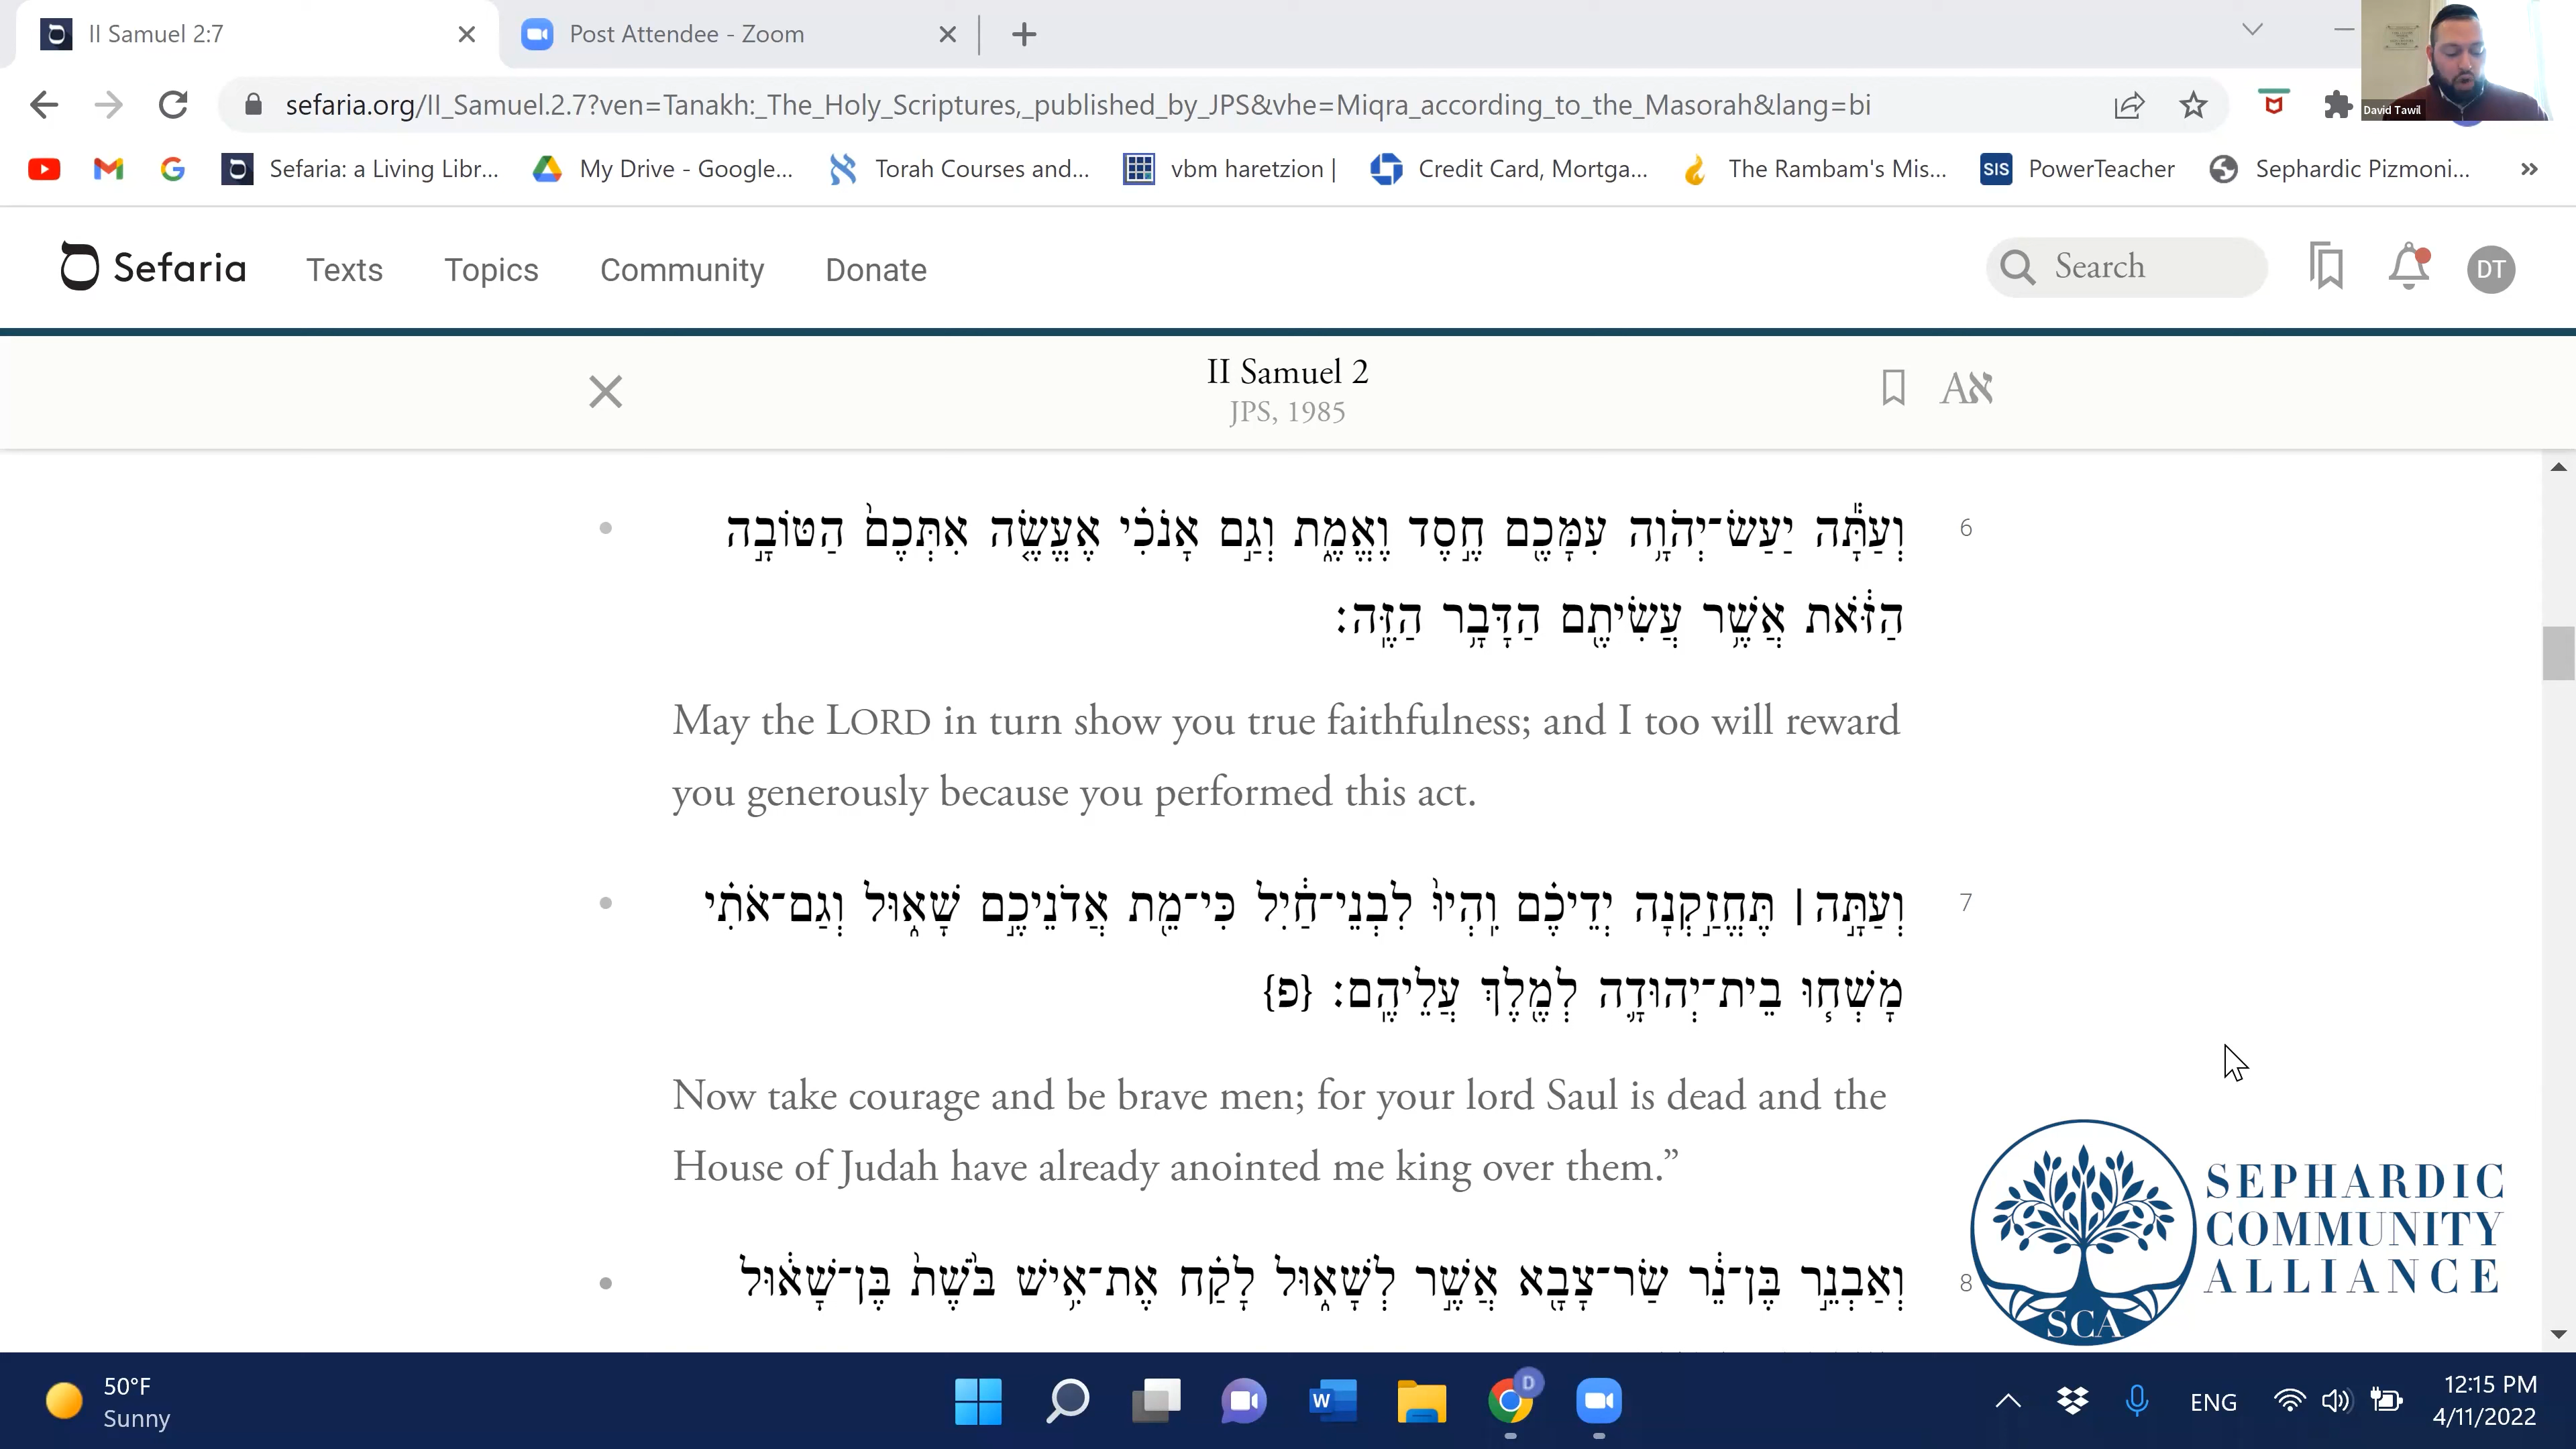 II Samuel 2:7
Post Attendee - Zoom
David Tawil
sefaria.org/II_Samuel.2.7?ven=Tanakh:_The_Holy_Scriptures,_published_by_JPS&vhe=Miqra_according_to_the_Masorah&lang=bi
Sefaria: a Living Libr... My Drive - Google... Torah Courses and... vbm haretzion | Credit Card, Mortga... The Rambam's Mis... SIS PowerTeacher Sephardic Pizmoni... »
Sefaria Texts Topics Community Donate Search DT
II Samuel 2
JPS, 1985
Aא
6
וְעַתָּ֕ה יַעַשׂ־יְהֹוָ֥ה עִמָּכֶ֖ם חֶ֣סֶד וֶאֱמֶ֑ת וְגַ֣ם אָנֹכִ֗י אֶעֱשֶׂ֤ה אִתְּכֶם֙ הַטּוֹבָ֣ה
הַזֹּ֔את אֲשֶׁ֥ר עֲשִׂיתֶ֖ם הַדָּבָ֥ר הַזֶּֽה׃
May the LORD in turn show you true faithfulness; and I too will reward
you generously because you performed this act.
7
וְעַתָּ֣ה ׀ תֶּחֱזַ֣קְנָה יְדֵיכֶ֗ם וִֽהְיוּ֙ לִבְנֵי־חַ֔יִל כִּי־מֵ֖ת אֲדֹנֵיכֶ֣ם שָׁא֑וּל וְגַם־אֹתִ֗י
מָשְׁח֧וּ בֵית־יְהוּדָ֛ה לְמֶ֖לֶךְ עֲלֵיהֶֽם׃ {פ}
Now take courage and be brave men; for your lord Saul is dead and the
House of Judah have already anointed me king over them.”
8
וְאַבְנֵ֣ר בֶּן־נֵ֔ר שַׂר־צָבָ֖א אֲשֶׁ֣ר לְשָׁא֑וּל לָקַ֗ח אֶת־אִ֥ישׁ בֹּ֙שֶׁת֙ בֶּן־שָׁא֔וּל
SEPHARDIC
COMMUNITY
ALLIANCE
SCA
50°F
Sunny
W
D
ENG
12:15 PM
4/11/2022